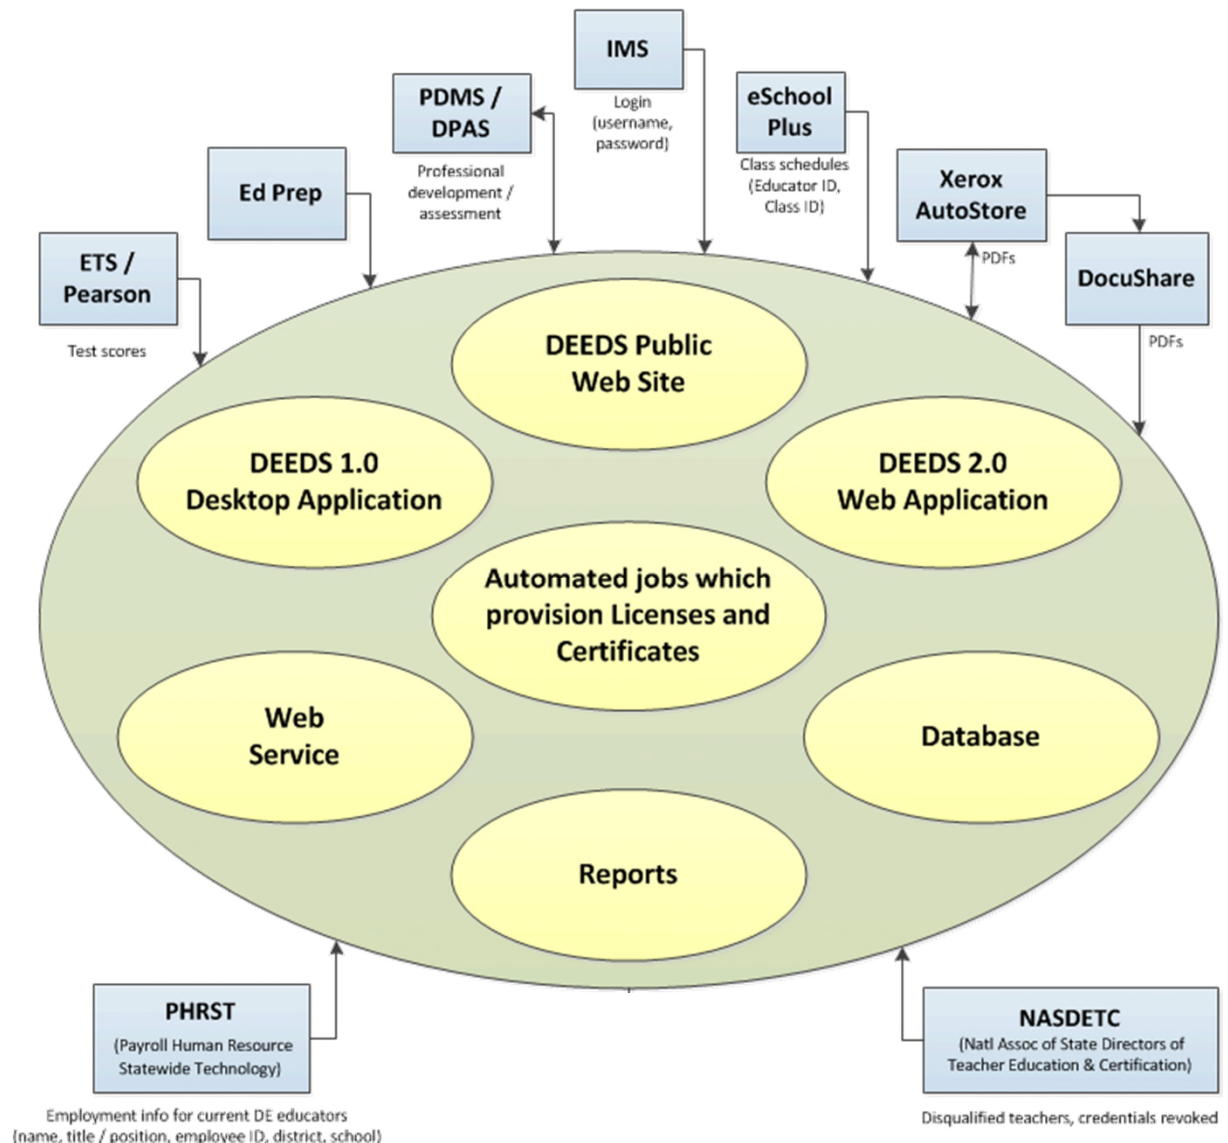 IMS
Login
(username,
password)
PDMS /
DPAS
Professional
development /
assessment
eSchool
Plus
Class schedules
(Educator ID,
Class ID)
Ed Prep
Xerox
AutoStore
PDFs
ETS /
Pearson
Test scores
DocuShare
PDFs
DEEDS Public
Web Site
DEEDS 1.0
Desktop Application
DEEDS 2.0
Web Application
Automated jobs which
provision Licenses and
Certificates
Web
Service
Database
Reports
PHRST
(Payroll Human Resource
Statewide Technology)
Employment info for current DE educators
(name, title / position, employee ID, district, school)
NASDETC
(Natl Assoc of State Directors of
Teacher Education & Certification)
Disqualified teachers, credentials revoked